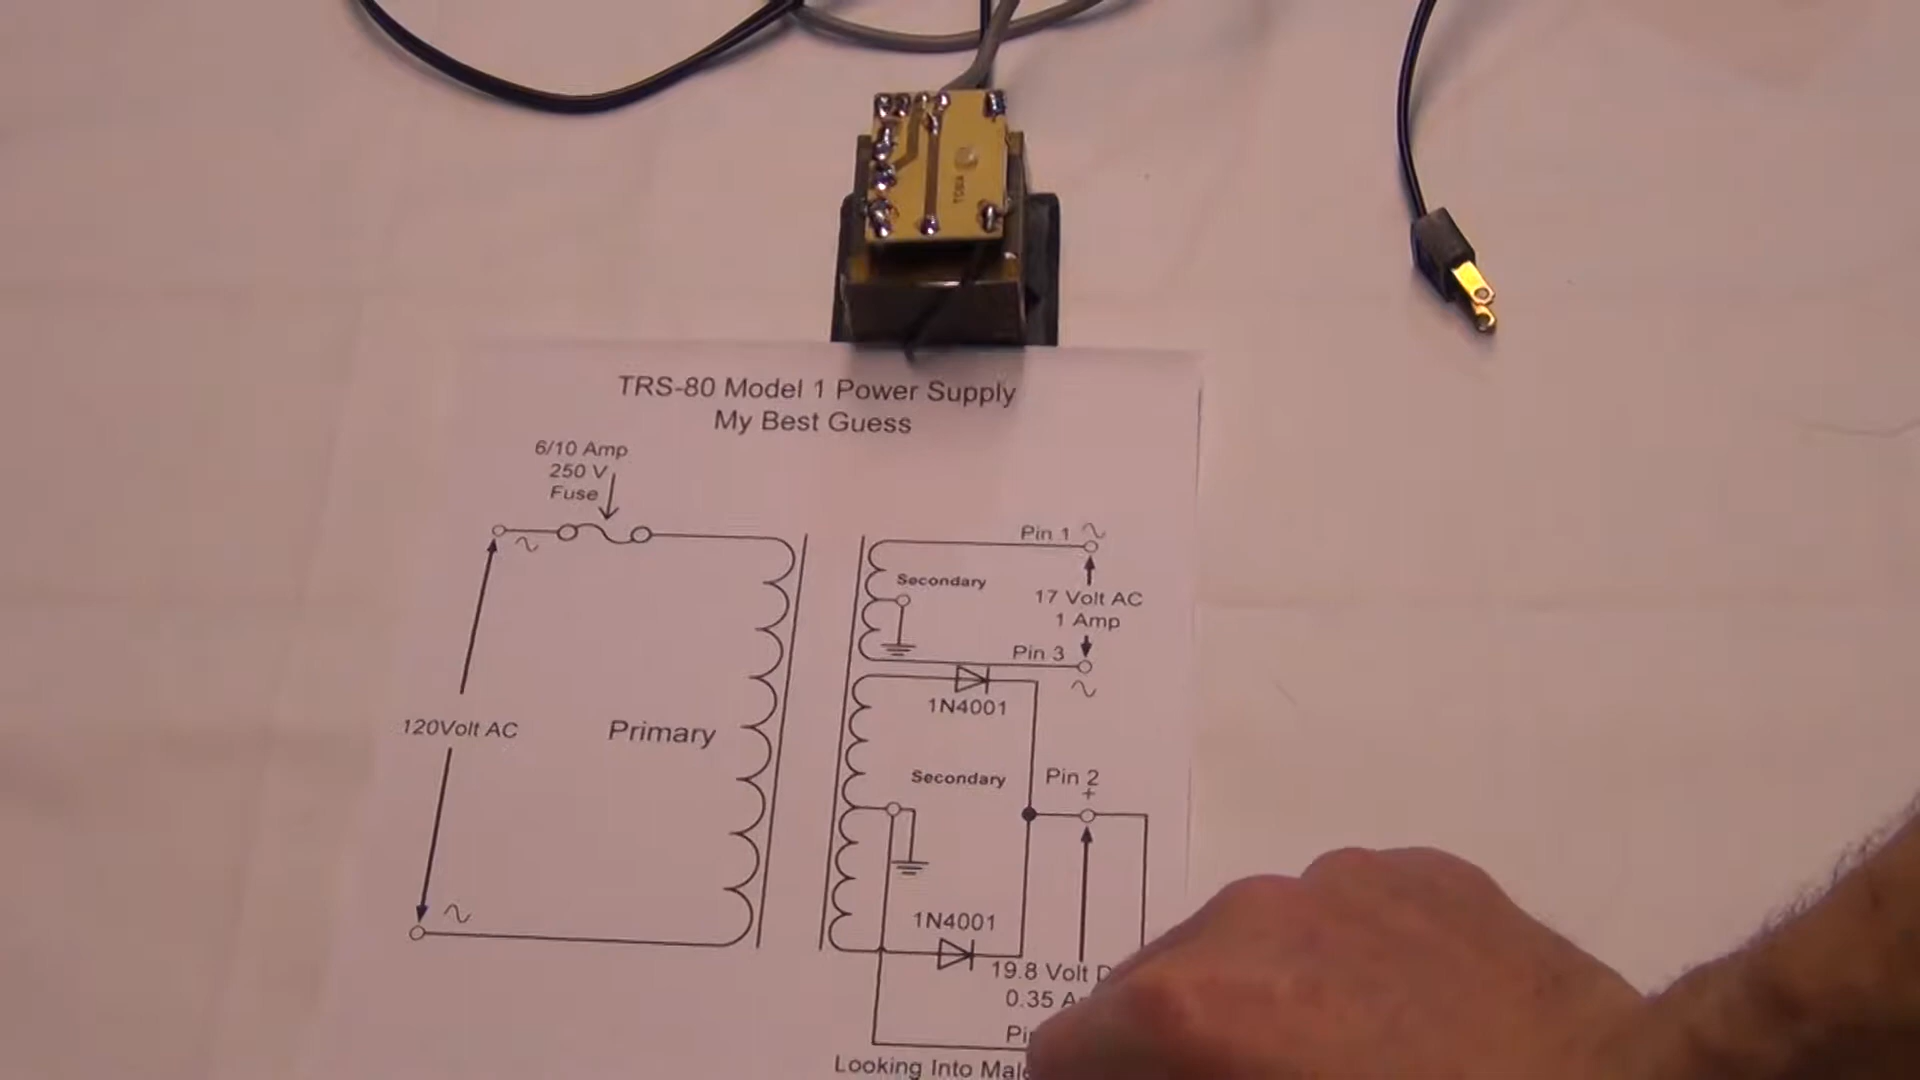 TRS-80 Model 1 Power Supply
My Best Guess
6/10 Amp
250 V
Fuse
Pin 1
Secondary
17 Volt AC
1 Amp
Pin 3
1N4001
120Volt AC
Primary
Secondary
Pin 2
+
1N4001
19.8 Volt
0.35
Looking Into